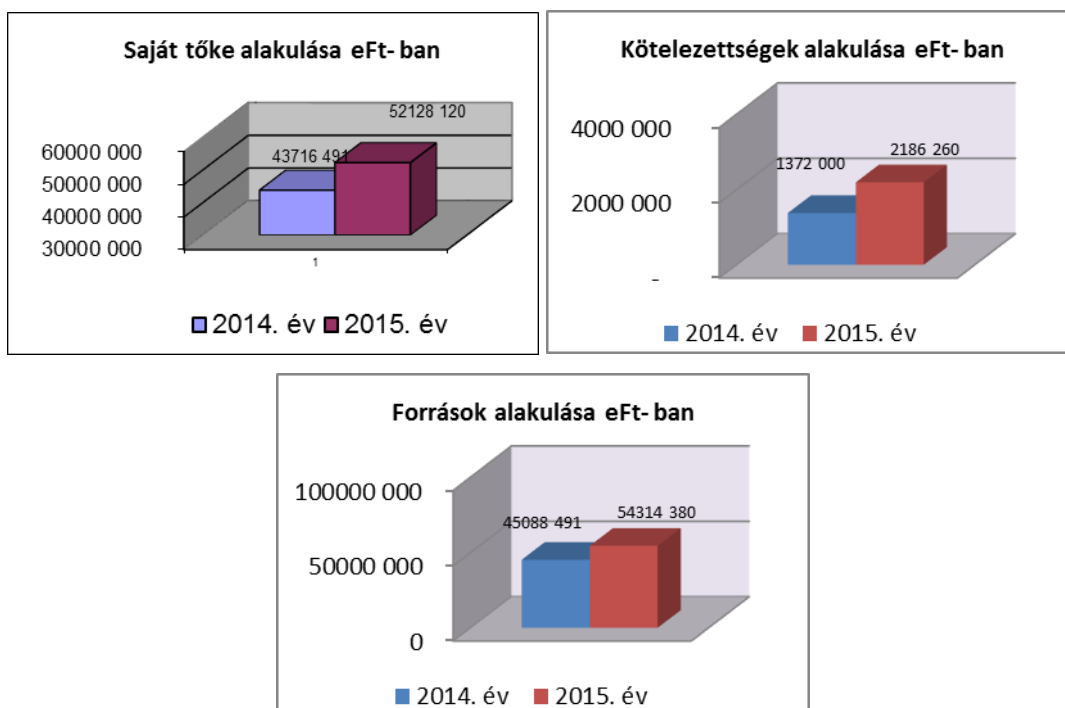 Saját tőke alakulása eFt- ban
52128 120
43716 491
60000 000
50000 000
40000 000
30000 000
1
2014. év 2015. év
Kötelezettségek alakulása eFt- ban
4000 000
2186 260
1372 000
2000 000
-
2014. év 2015. év
Források alakulása eFt- ban
100000 000
54314 380
45088 491
50000 000
0
2014. év 2015. év